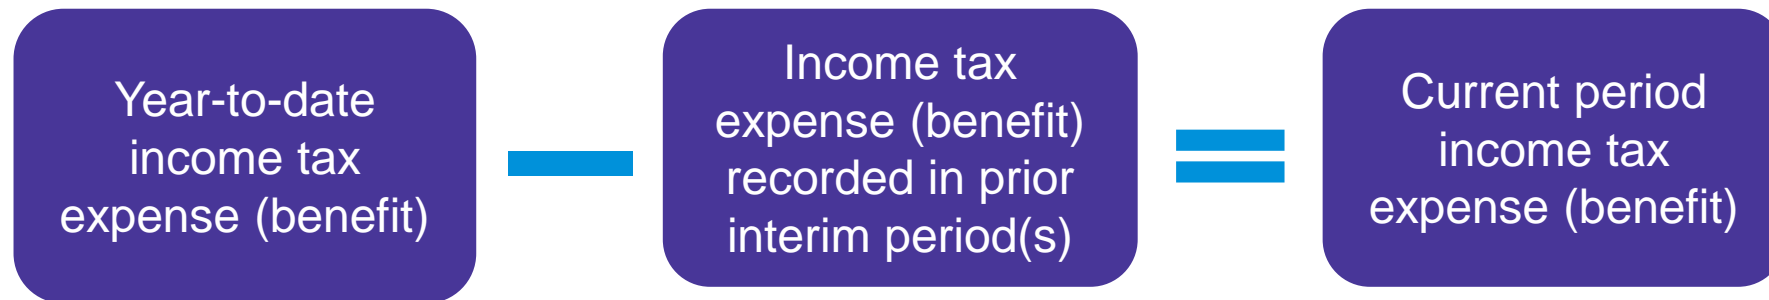 Year-to-date
income tax
expense (benefit)
Income tax
expense (benefit)
recorded in prior
interim period(s)
Current period
income tax
expense (benefit)